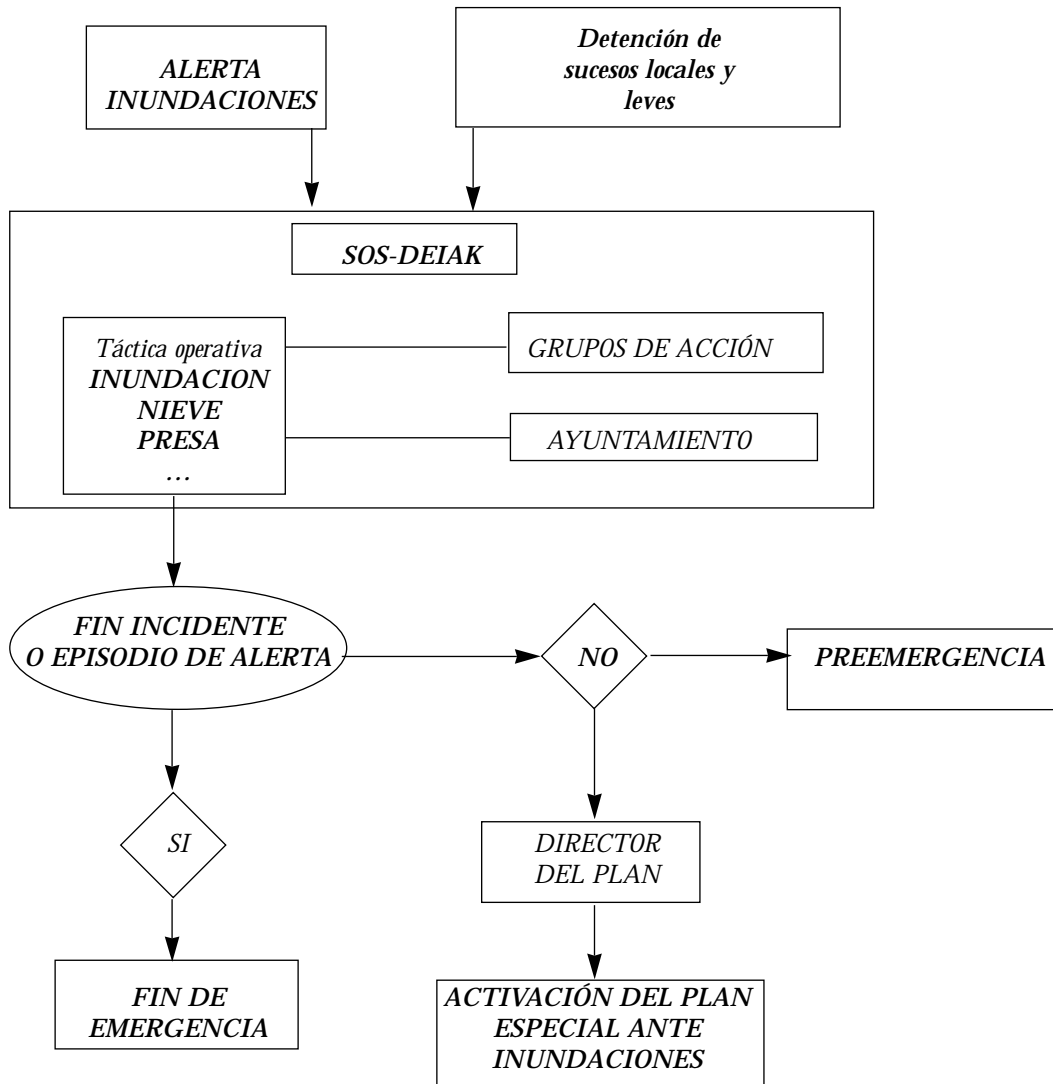 ALERTA
INUNDACIONES
Detención de
sucesos locales y
leves
SOS-DEIAK
Táctica operativa
INUNDACION
NIEVE
PRESA
...
GRUPOS DE ACCIÓN
AYUNTAMIENTO
FIN INCIDENTE
O EPISODIO DE ALERTA
NO
PREEMERGENCIA
SI
DIRECTOR
DEL PLAN
FIN DE
EMERGENCIA
ACTIVACIÓN DEL PLAN
ESPECIAL ANTE
INUNDACIONES